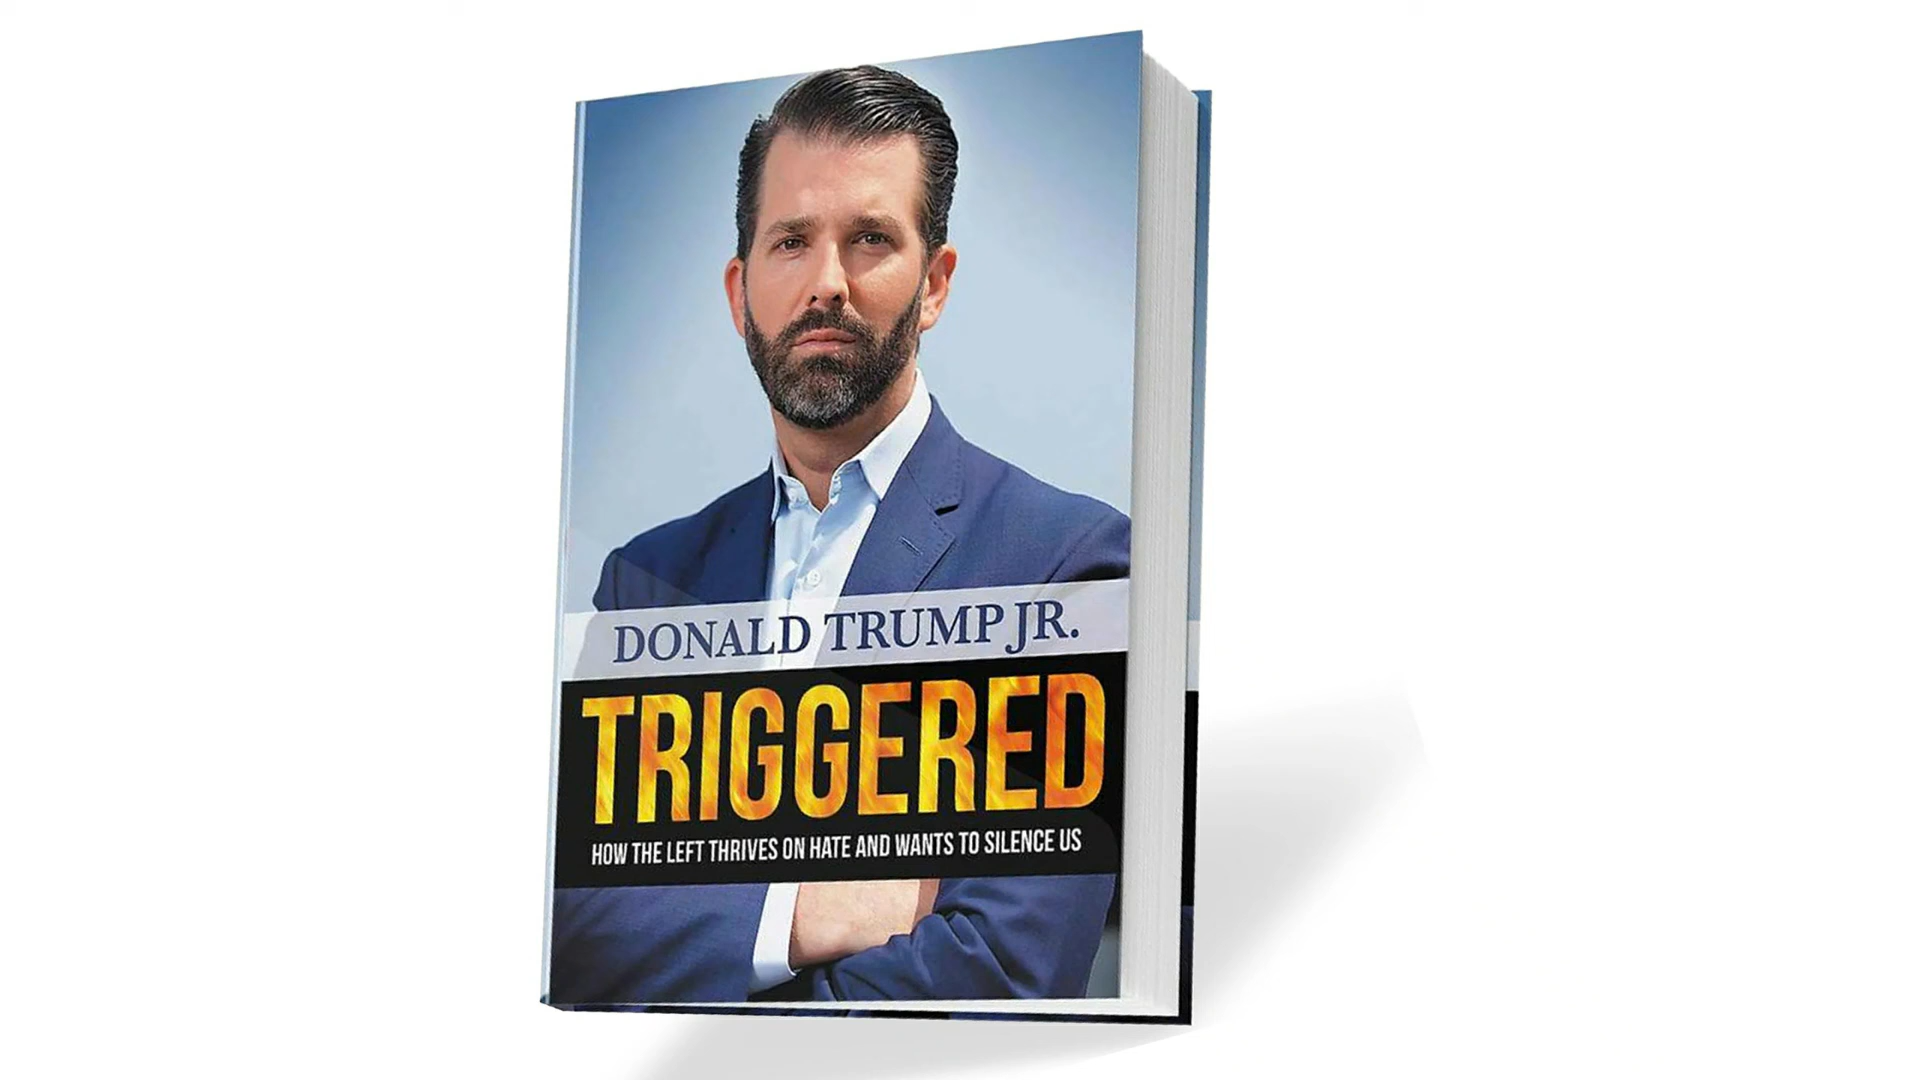 DONALD TRUMP JR.
TRIGGERED
HOW THE LEFT THRIVES ON HATE AND WANTS TO SILENCE US